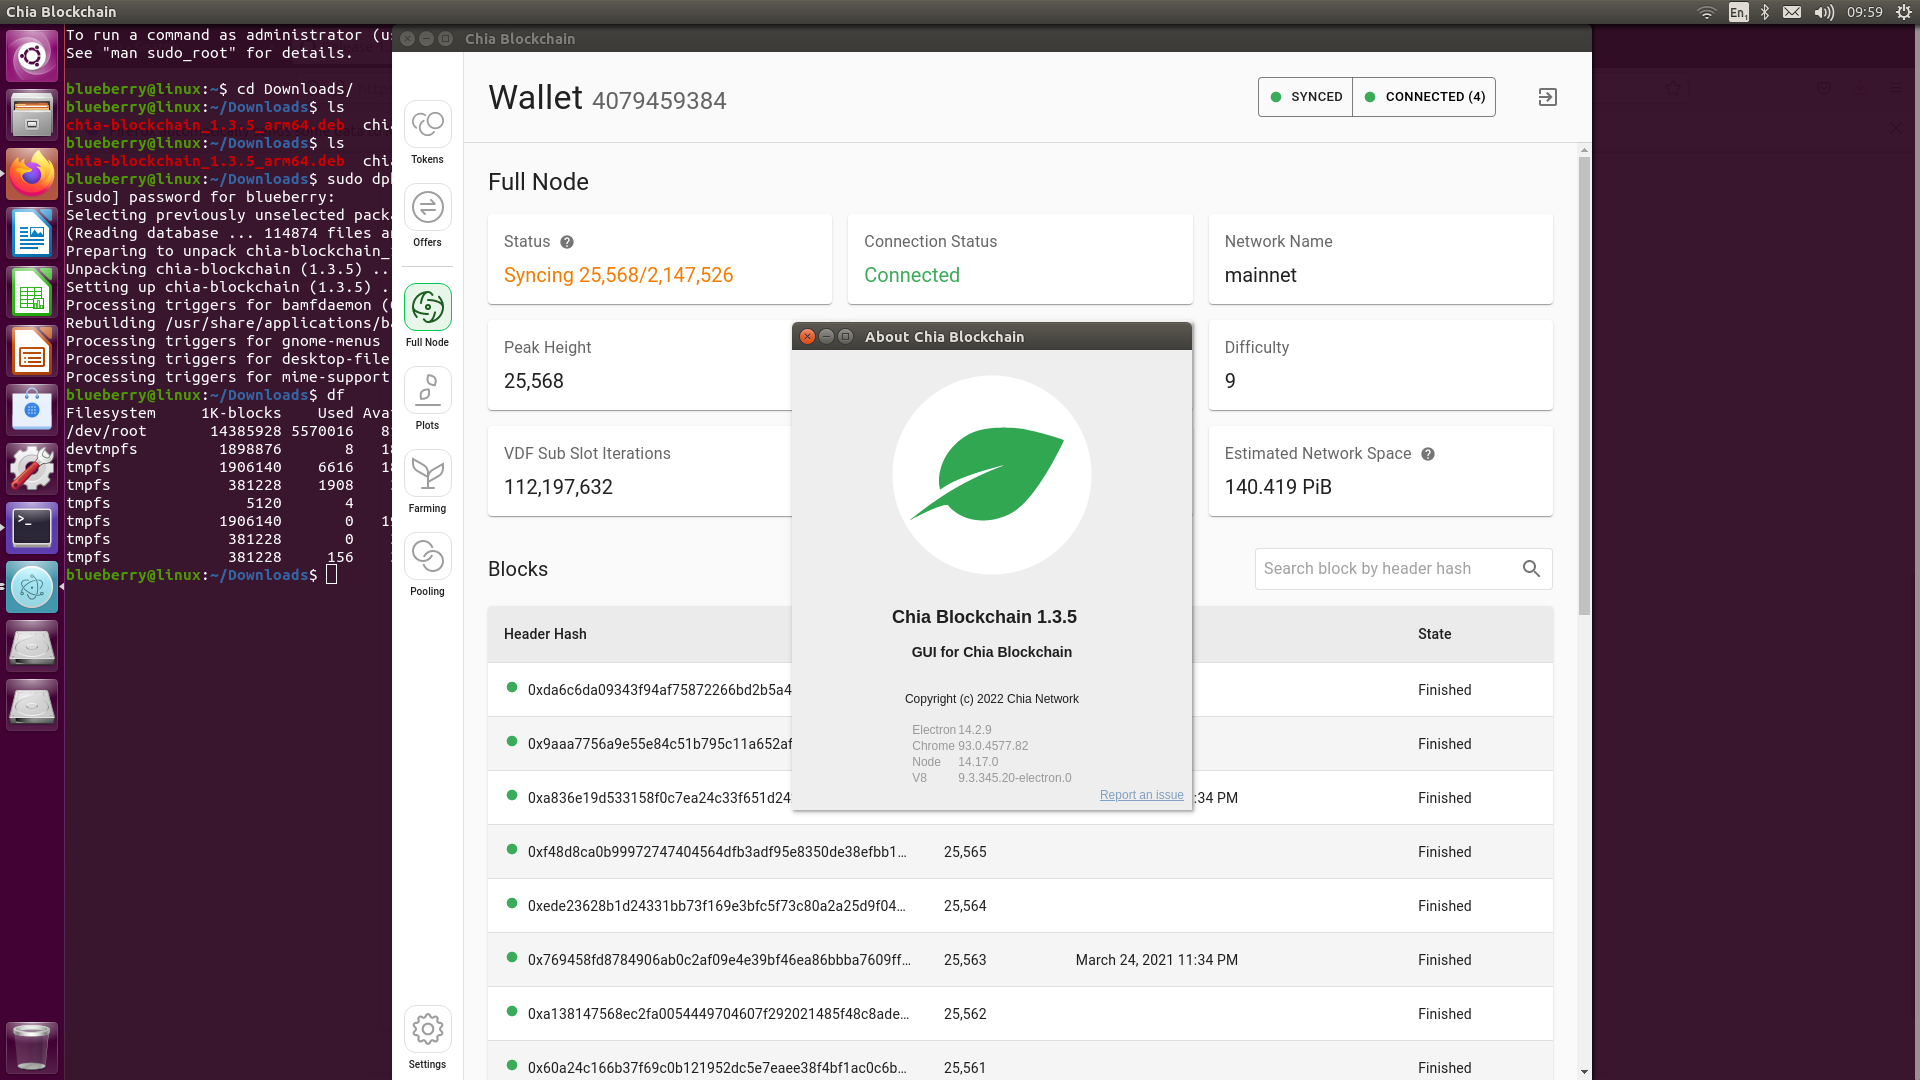 Chia Blockchain
En1
09:59
To run a command as administrator (us
See "man sudo_root" for details.
blueberry@linux:~$ cd Downloads/
blueberry@linux:~/Downloads$ ls
chia-blockchain_1.3.5_arm64.deb chia
blueberry@linux:~/Downloads$ ls
chia-blockchain_1.3.5_arm64.deb chia
blueberry@linux:~/Downloads$ sudo dpk
[sudo] password for blueberry:
Selecting previously unselected packa
(Reading database ... 114874 files an
Preparing to unpack chia-blockchain_
Unpacking chia-blockchain (1.3.5) ..
Setting up chia-blockchain (1.3.5) .
Processing triggers for bamfdaemon (
Rebuilding /usr/share/applications/ba
Processing triggers for gnome-menus
Processing triggers for desktop-file
Processing triggers for mime-support
blueberry@linux:~/Downloads$ df
Filesystem 1K-blocks Used Avai
/dev/root 14385928 5570016 8
devtmpfs 1898876 8 18
tmpfs 1906140 6616 18
tmpfs 381228 1908
tmpfs 5120 4
tmpfs 1906140 0 19
tmpfs 381228 0
tmpfs 381228 156
blueberry@linux:~/Downloads$
Chia Blockchain
Tokens
Offers
Full Node
Plots
Farming
Pooling
Settings
Wallet 4079459384
SYNCED
CONNECTED (4)
Full Node
Status ?
Syncing 25,568/2,147,526
Connection Status
Connected
Network Name
mainnet
Peak Height
25,568
Difficulty
9
VDF Sub Slot Iterations
112,197,632
Estimated Network Space ?
140.419 PiB
Blocks
Search block by header hash
Header Hash State
0xda6c6da09343f94af75872266bd2b5a4 Finished
0x9aaa7756a9e55e84c51b795c11a652af Finished
0xa836e19d533158f0c7ea24c33f651d24 :34 PM Finished
0xf48d8ca0b99972747404564dfb3adf95e8350de38efbb1… 25,565 Finished
0xede23628b1d24331bb73f169e3bfc5f73c80a2a25d9f04… 25,564 Finished
0x769458fd8784906ab0c2af09e4e39bf46ea86bbba7609ff… 25,563 March 24, 2021 11:34 PM Finished
0xa138147568ec2fa0054449704607f292021485f48c8ade… 25,562 Finished
0x60a24c166b37f69c0b121952dc5e7eaee38f4bf1ac0c6b… 25,561 Finished
About Chia Blockchain
Chia Blockchain 1.3.5
GUI for Chia Blockchain
Copyright (c) 2022 Chia Network
Electron 14.2.9
Chrome 93.0.4577.82
Node 14.17.0
V8 9.3.345.20-electron.0
Report an issue